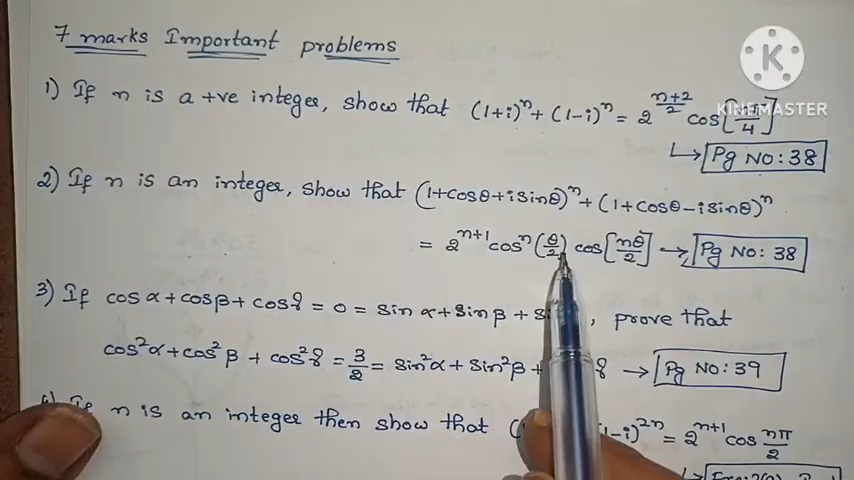 7 marks Important problems
K
KINEMASTER
1) If n is a +ve integer, show that (1+i)^n + (1-i)^n = 2^{\frac{n+2}{2}} cos[ /4]
↳ Pg NO: 38
2) If n is an integer, show that (1+cosθ+isinθ)^n + (1+cosθ-isinθ)^n
= 2^{n+1} cos^n(θ/2) cos[nθ/2] → Pg NO: 38
3) If cosα+cosβ+cosγ = 0 = sinα+sinβ+ , prove that
cos²α+cos²β+cos²γ = 3/2 = sin²α+sin²β+ γ → Pg NO: 39
If n is an integer then show that -i)^{2n} = 2^{n+1} cos nπ/2